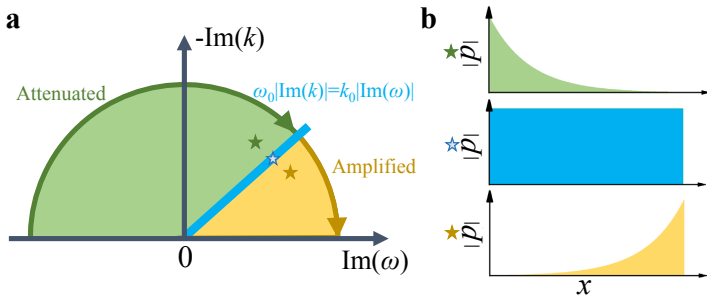 a
-Im(k)
Attenuated
ω₀|Im(k)|=k₀|Im(ω)|
Amplified
0
Im(ω)
b
|p|
|p|
|p|
x